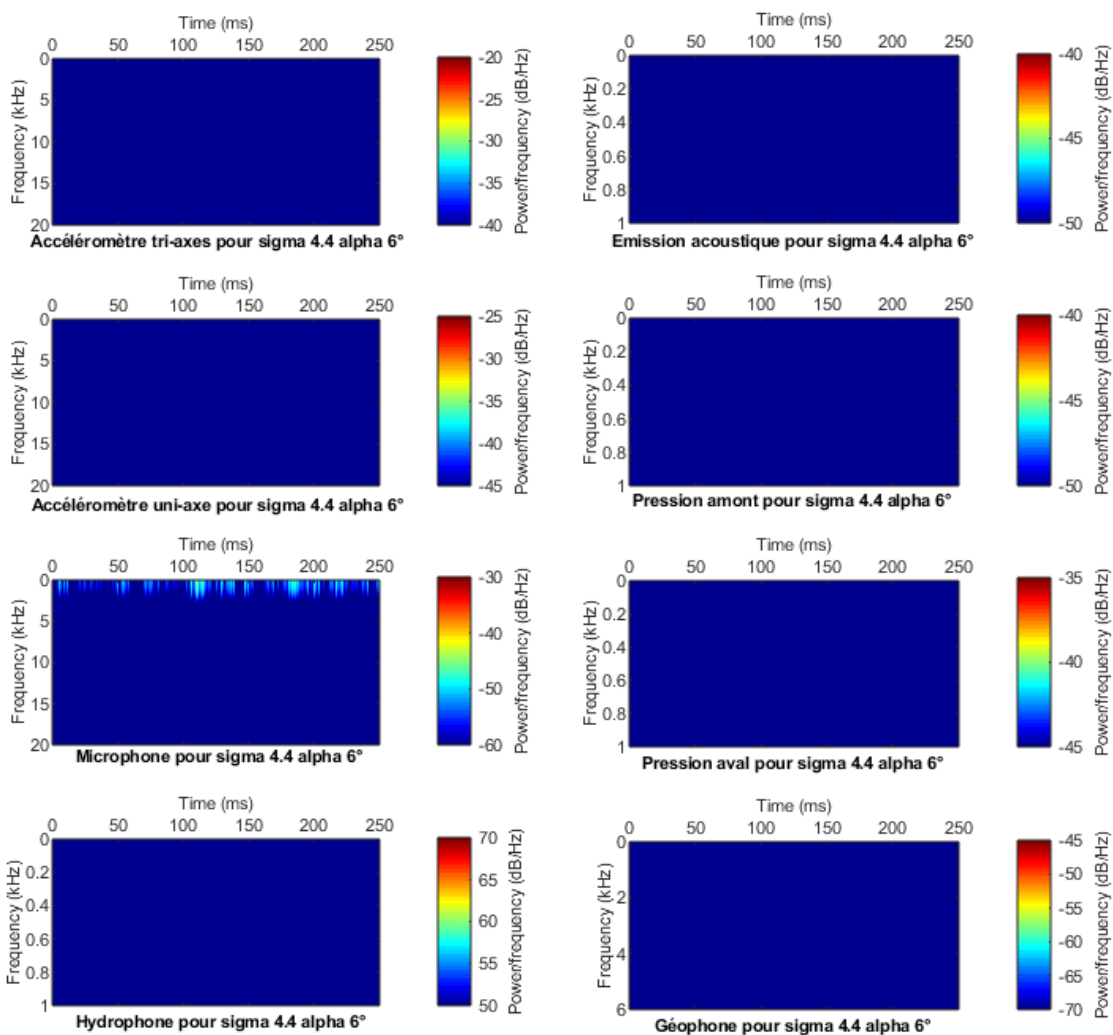 Time (ms)
0 50 100 150 200 250
Frequency (kHz)
0
5
10
15
20
Power/frequency (dB/Hz)
-20
-25
-30
-35
-40
Accéléromètre tri-axes pour sigma 4.4 alpha 6°
Time (ms)
0 50 100 150 200 250
Frequency (kHz)
0
0.2
0.4
0.6
0.8
1
Power/frequency (dB/Hz)
-40
-45
-50
Emission acoustique pour sigma 4.4 alpha 6°
Time (ms)
0 50 100 150 200 250
Frequency (kHz)
0
5
10
15
20
Power/frequency (dB/Hz)
-25
-30
-35
-40
-45
Accéléromètre uni-axe pour sigma 4.4 alpha 6°
Time (ms)
0 50 100 150 200 250
Frequency (kHz)
0
0.2
0.4
0.6
0.8
1
Power/frequency (dB/Hz)
-40
-45
-50
Pression amont pour sigma 4.4 alpha 6°
Time (ms)
0 50 100 150 200 250
Frequency (kHz)
0
5
10
15
20
Power/frequency (dB/Hz)
-30
-40
-50
-60
Microphone pour sigma 4.4 alpha 6°
Time (ms)
0 50 100 150 200 250
Frequency (kHz)
0
0.2
0.4
0.6
0.8
1
Power/frequency (dB/Hz)
-35
-40
-45
Pression aval pour sigma 4.4 alpha 6°
Time (ms)
0 50 100 150 200 250
Frequency (kHz)
0
0.2
0.4
0.6
0.8
1
Power/frequency (dB/Hz)
70
65
60
55
50
Hydrophone pour sigma 4.4 alpha 6°
Time (ms)
0 50 100 150 200 250
Frequency (kHz)
0
2
4
6
Power/frequency (dB/Hz)
-45
-50
-55
-60
-65
-70
Géophone pour sigma 4.4 alpha 6°